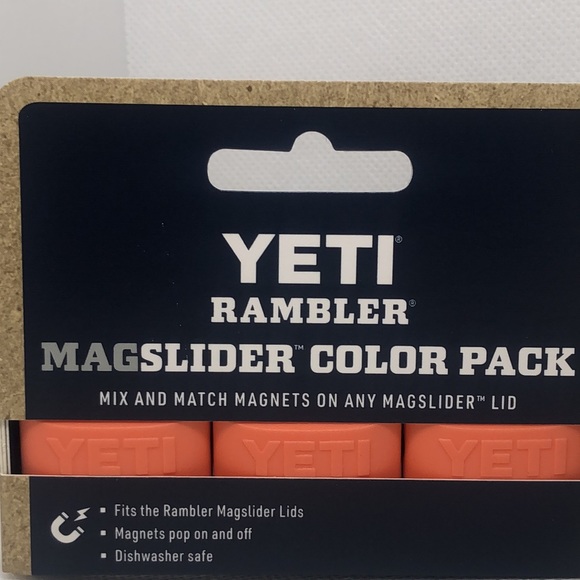 YETI®
RAMBLER®
MAGSLIDER™ COLOR PACK
MIX AND MATCH MAGNETS ON ANY MAGSLIDER™ LID
YETI YETI YETI
▪ Fits the Rambler Magslider Lids
▪ Magnets pop on and off
▪ Dishwasher safe